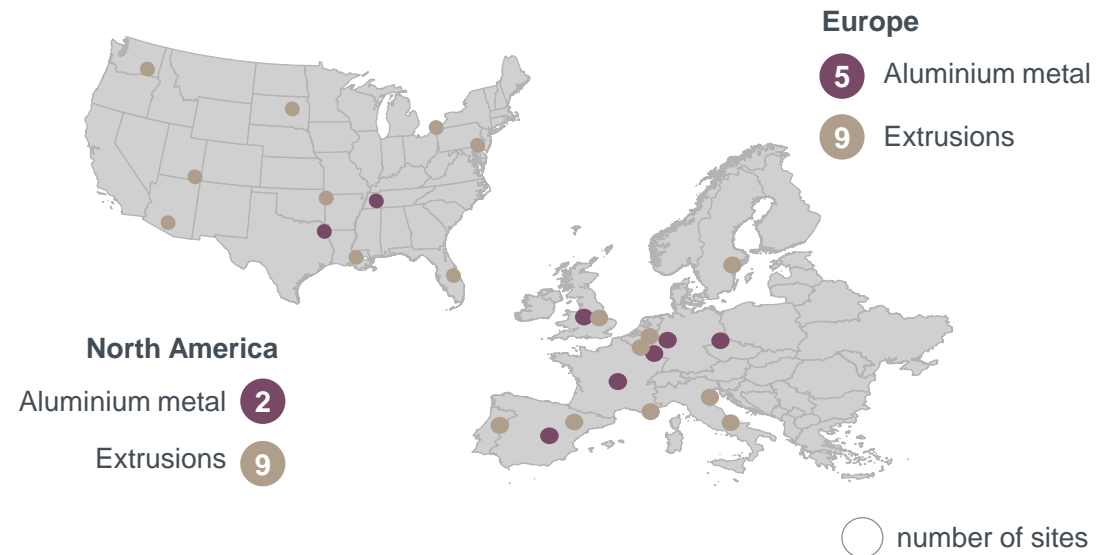 Europe
5 Aluminium metal
9 Extrusions
North America
Aluminium metal 2
Extrusions 9
number of sites